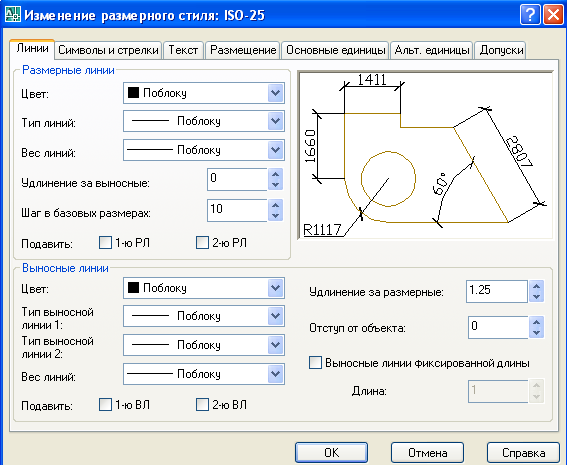 Изменение размерного стиля: ISO-25
Линии Символы и стрелки Текст Размещение Основные единицы Альт. единицы Допуски
Размерные линии
Цвет: Поблоку
Тип линий: Поблоку
Вес линий: Поблоку
Удлинение за выносные: 0
Шаг в базовых размерах: 10
Подавить: 1-ю РЛ 2-ю РЛ
1411
1660
2807
60°
R1117
Выносные линии
Цвет: Поблоку
Тип выносной
линии 1: Поблоку
Тип выносной
линии 2: Поблоку
Вес линий: Поблоку
Подавить: 1-ю ВЛ 2-ю ВЛ
Удлинение за размерные: 1.25
Отступ от объекта: 0
Выносные линии фиксированной длины
Длина: 1
ОК Отмена Справка